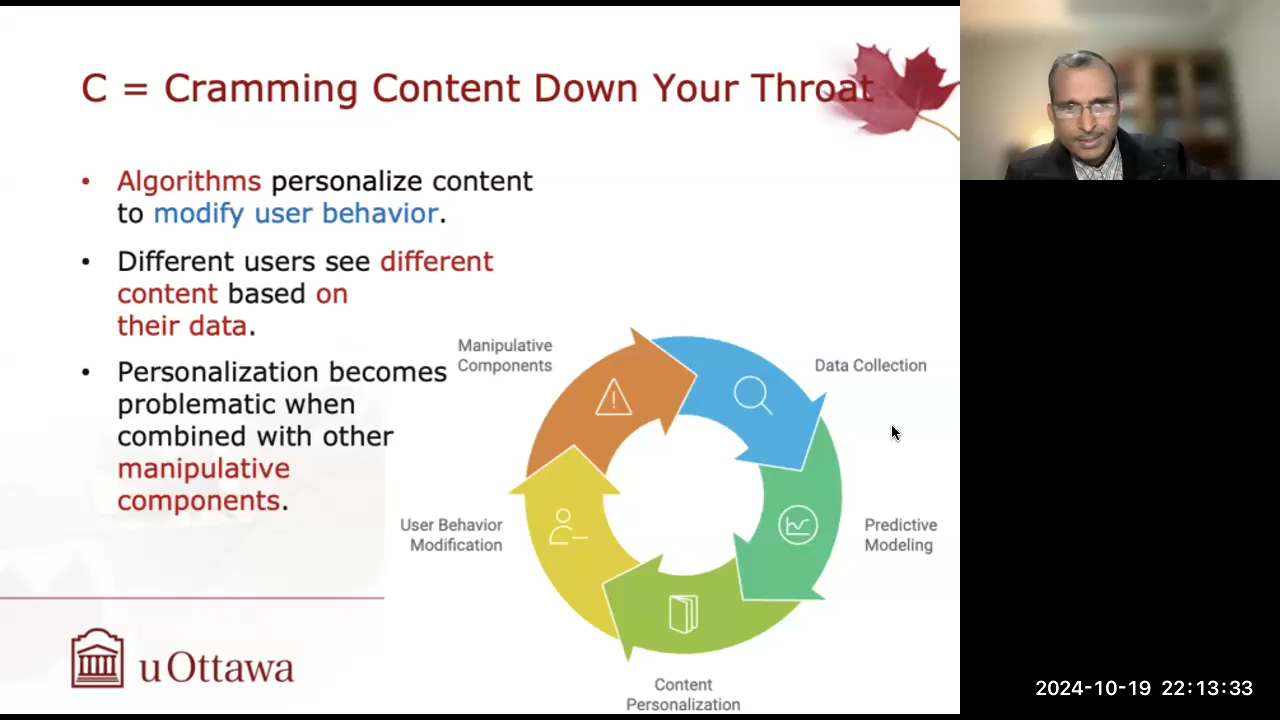 C = Cramming Content Down Your Throat
• Algorithms personalize content
to modify user behavior.
• Different users see different
content based on
their data.
• Personalization becomes
problematic when
combined with other
manipulative
components.
Manipulative
Components
Data Collection
User Behavior
Modification
Predictive
Modeling
Content
Personalization
uOttawa
2024-10-19 22:13:33